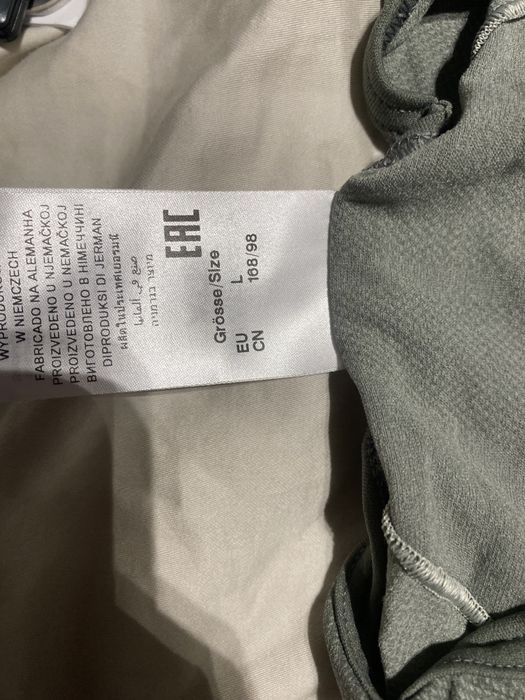 W NIEMCZECH
FABRICADO NA ALEMANHA
PROIZVEDENO U NJEMAČKOJ
PROIZVEDENO U NEMAČKOJ
ВИГОТОВЛЕНО В НІМЕЧЧИНІ
DIPRODUKSI DI JERMAN
ผลิตในประเทศเยอรมนี
صنع في ألمانيا
מיוצר בגרמניה
EAC
Grösse/Size
EU L
CN 168/98